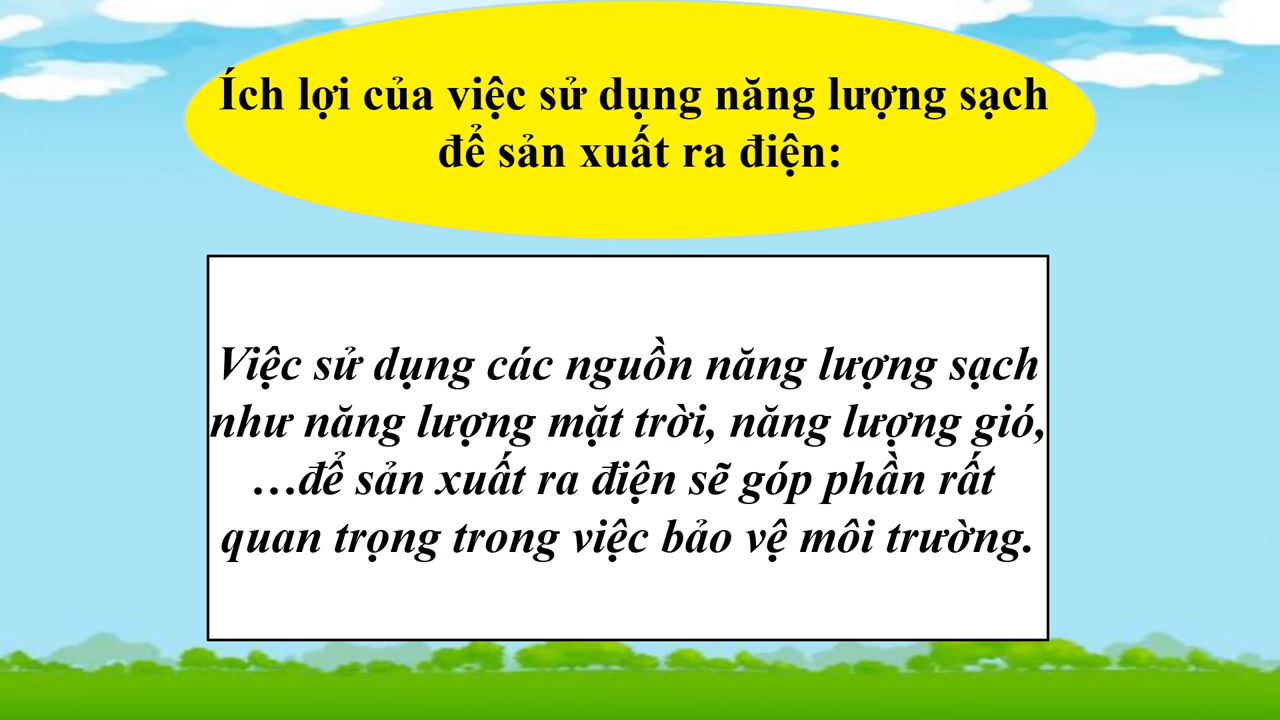 Ích lợi của việc sử dụng năng lượng sạch
để sản xuất ra điện:
Việc sử dụng các nguồn năng lượng sạch
như năng lượng mặt trời, năng lượng gió,
…để sản xuất ra điện sẽ góp phần rất
quan trọng trong việc bảo vệ môi trường.